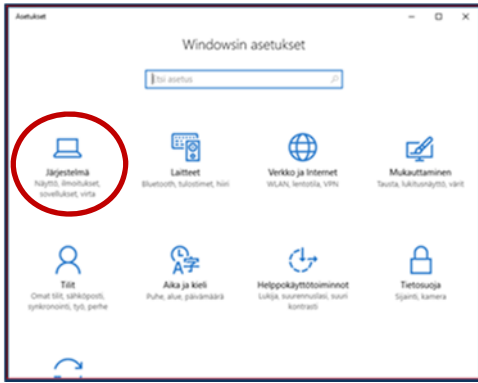 Asetukset
Windowsin asetukset
Etsi asetus
Järjestelmä
Näyttö, ilmoitukset,
sovellukset, virta
Laitteet
Bluetooth, tulostimet, hiiri
Verkko ja Internet
WLAN, lentotila, VPN
Mukauttaminen
Tausta, lukitusnäyttö, värit
Tilit
Omat tilit, sähköposti,
synkronointi, työ, perhe
Aika ja kieli
Puhe, alue, päivämäärä
Helppokäyttötoiminnot
Lukija, suurennuslasi, suuri
kontrasti
Tietosuoja
Sijainti, kamera